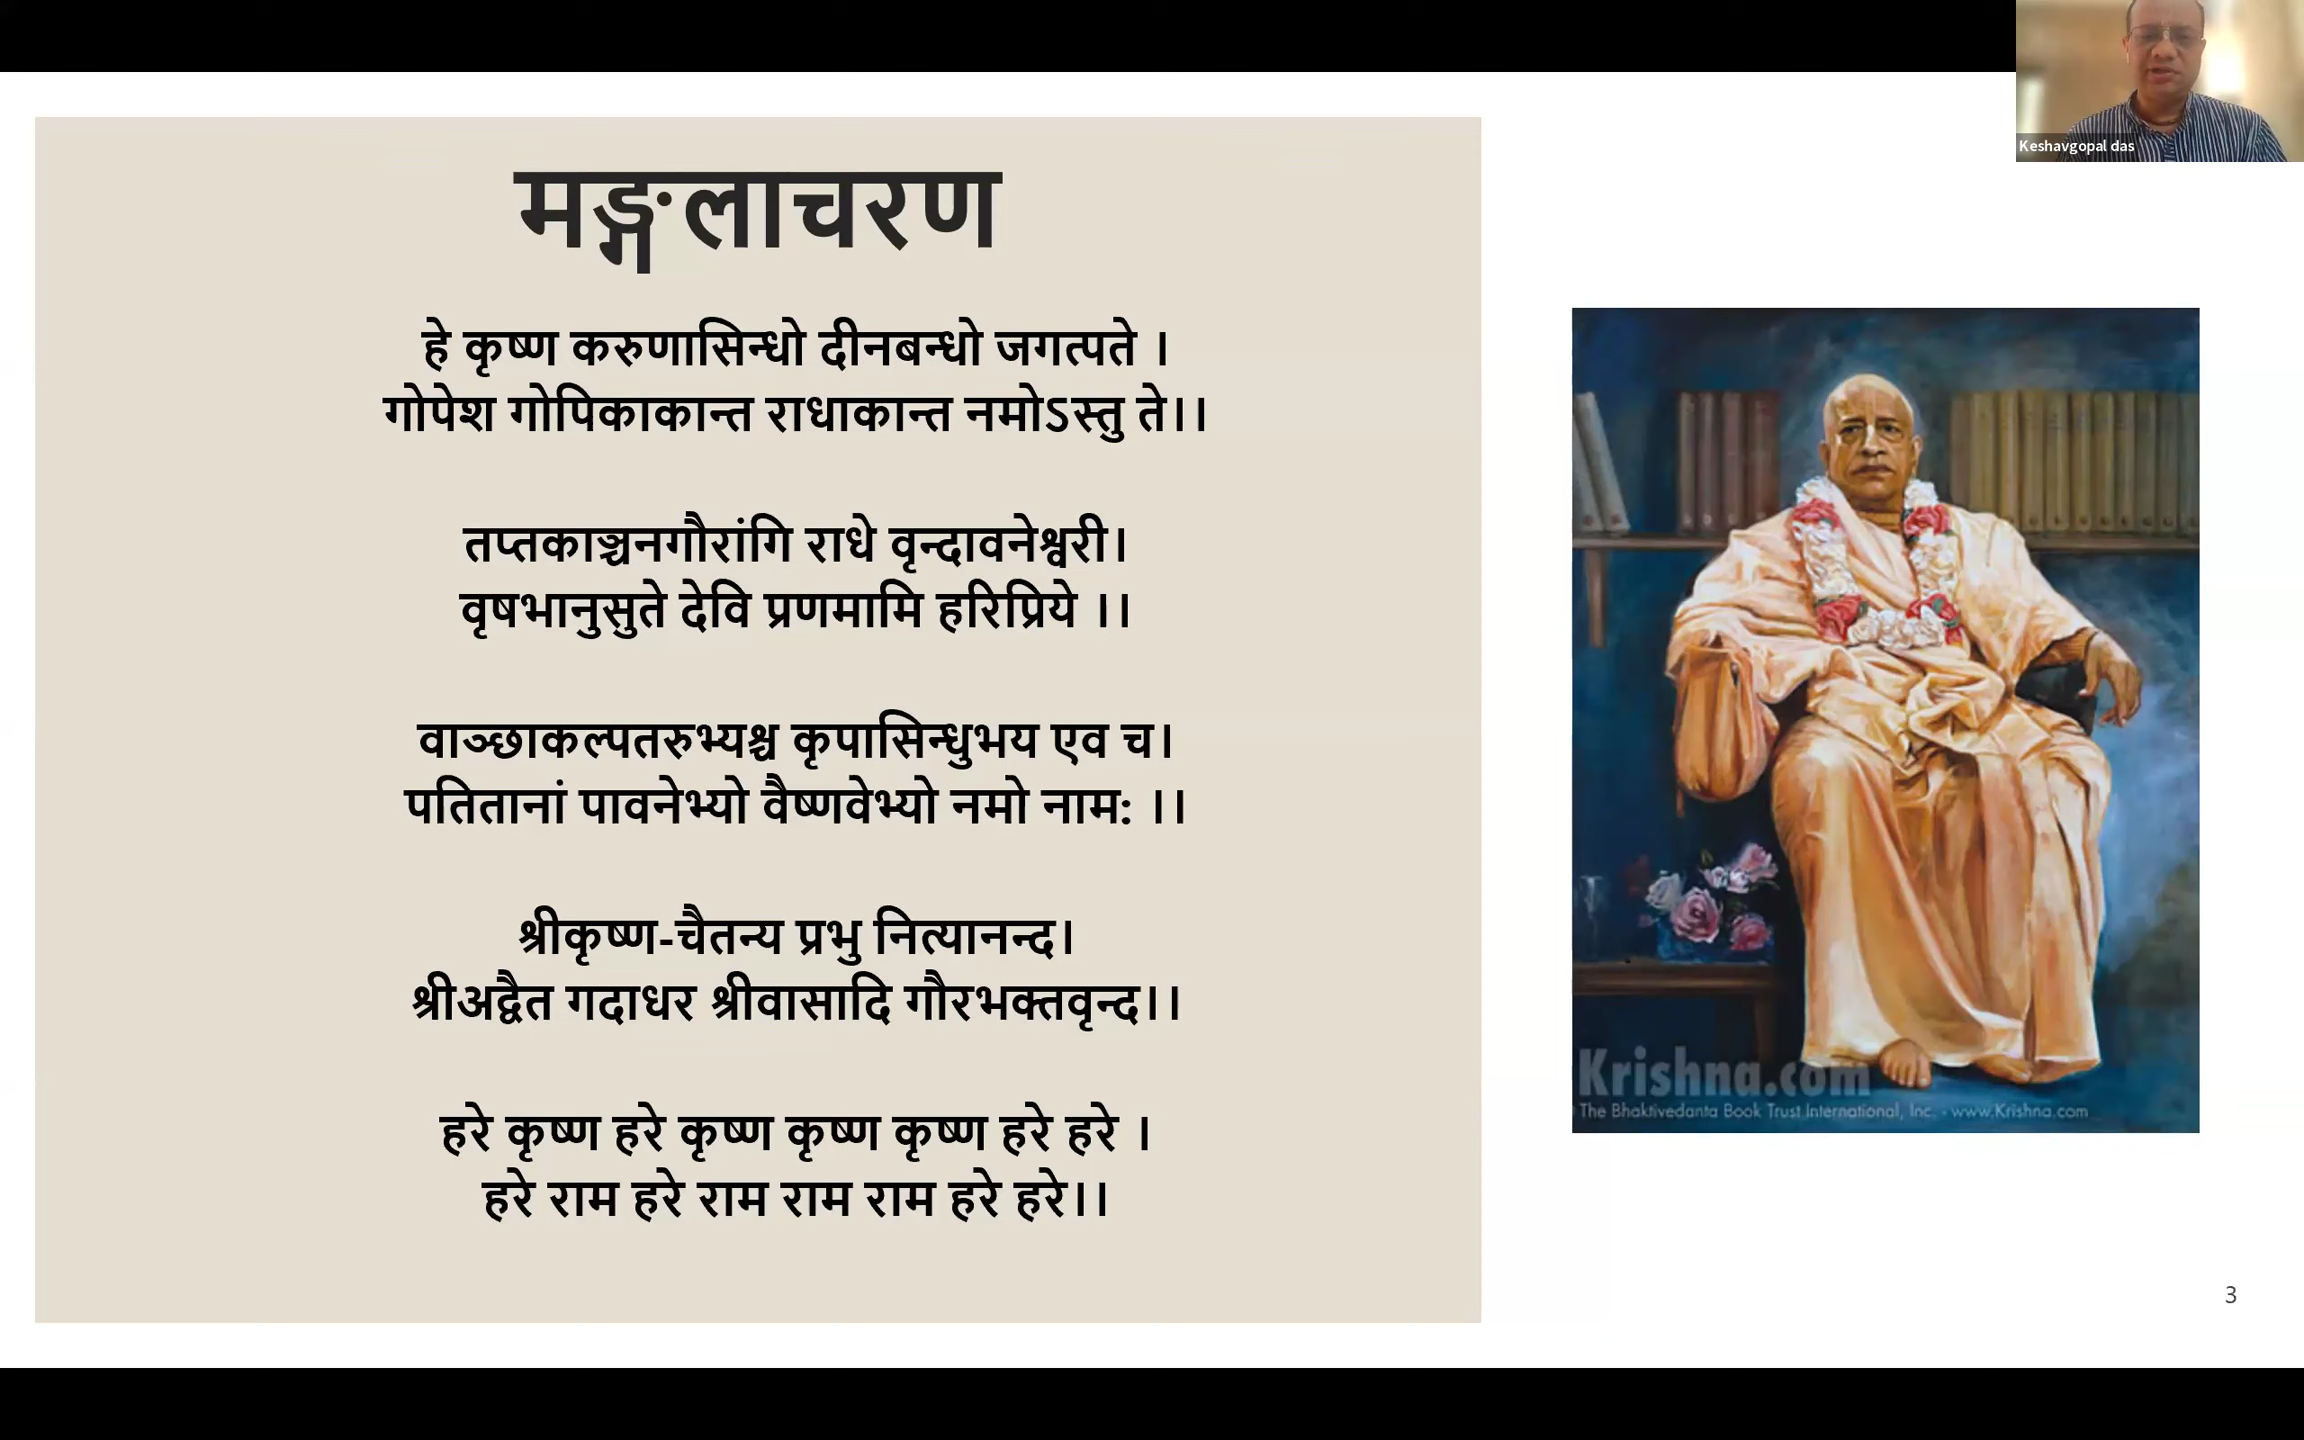 Keshavgopal das
मङ्गलाचरण
हे कृष्ण करुणासिन्धो दीनबन्धो जगत्पते ।
गोपेश गोपिकाकान्त राधाकान्त नमोऽस्तु ते।।
तप्तकाञ्चनगौरांगि राधे वृन्दावनेश्वरी।
वृषभानुसुते देवि प्रणमामि हरिप्रिये ।।
वाञ्छाकल्पतरुभ्यश्च कृपासिन्धुभय एव च।
पतितानां पावनेभ्यो वैष्णवेभ्यो नमो नाम: ।।
श्रीकृष्ण-चैतन्य प्रभु नित्यानन्द।
श्रीअद्वैत गदाधर श्रीवासादि गौरभक्तवृन्द।।
हरे कृष्ण हरे कृष्ण कृष्ण कृष्ण हरे हरे ।
हरे राम हरे राम राम राम हरे हरे।।
Krishna.com
The Bhaktivedanta Book Trust International, Inc. - www.Krishna.com
3